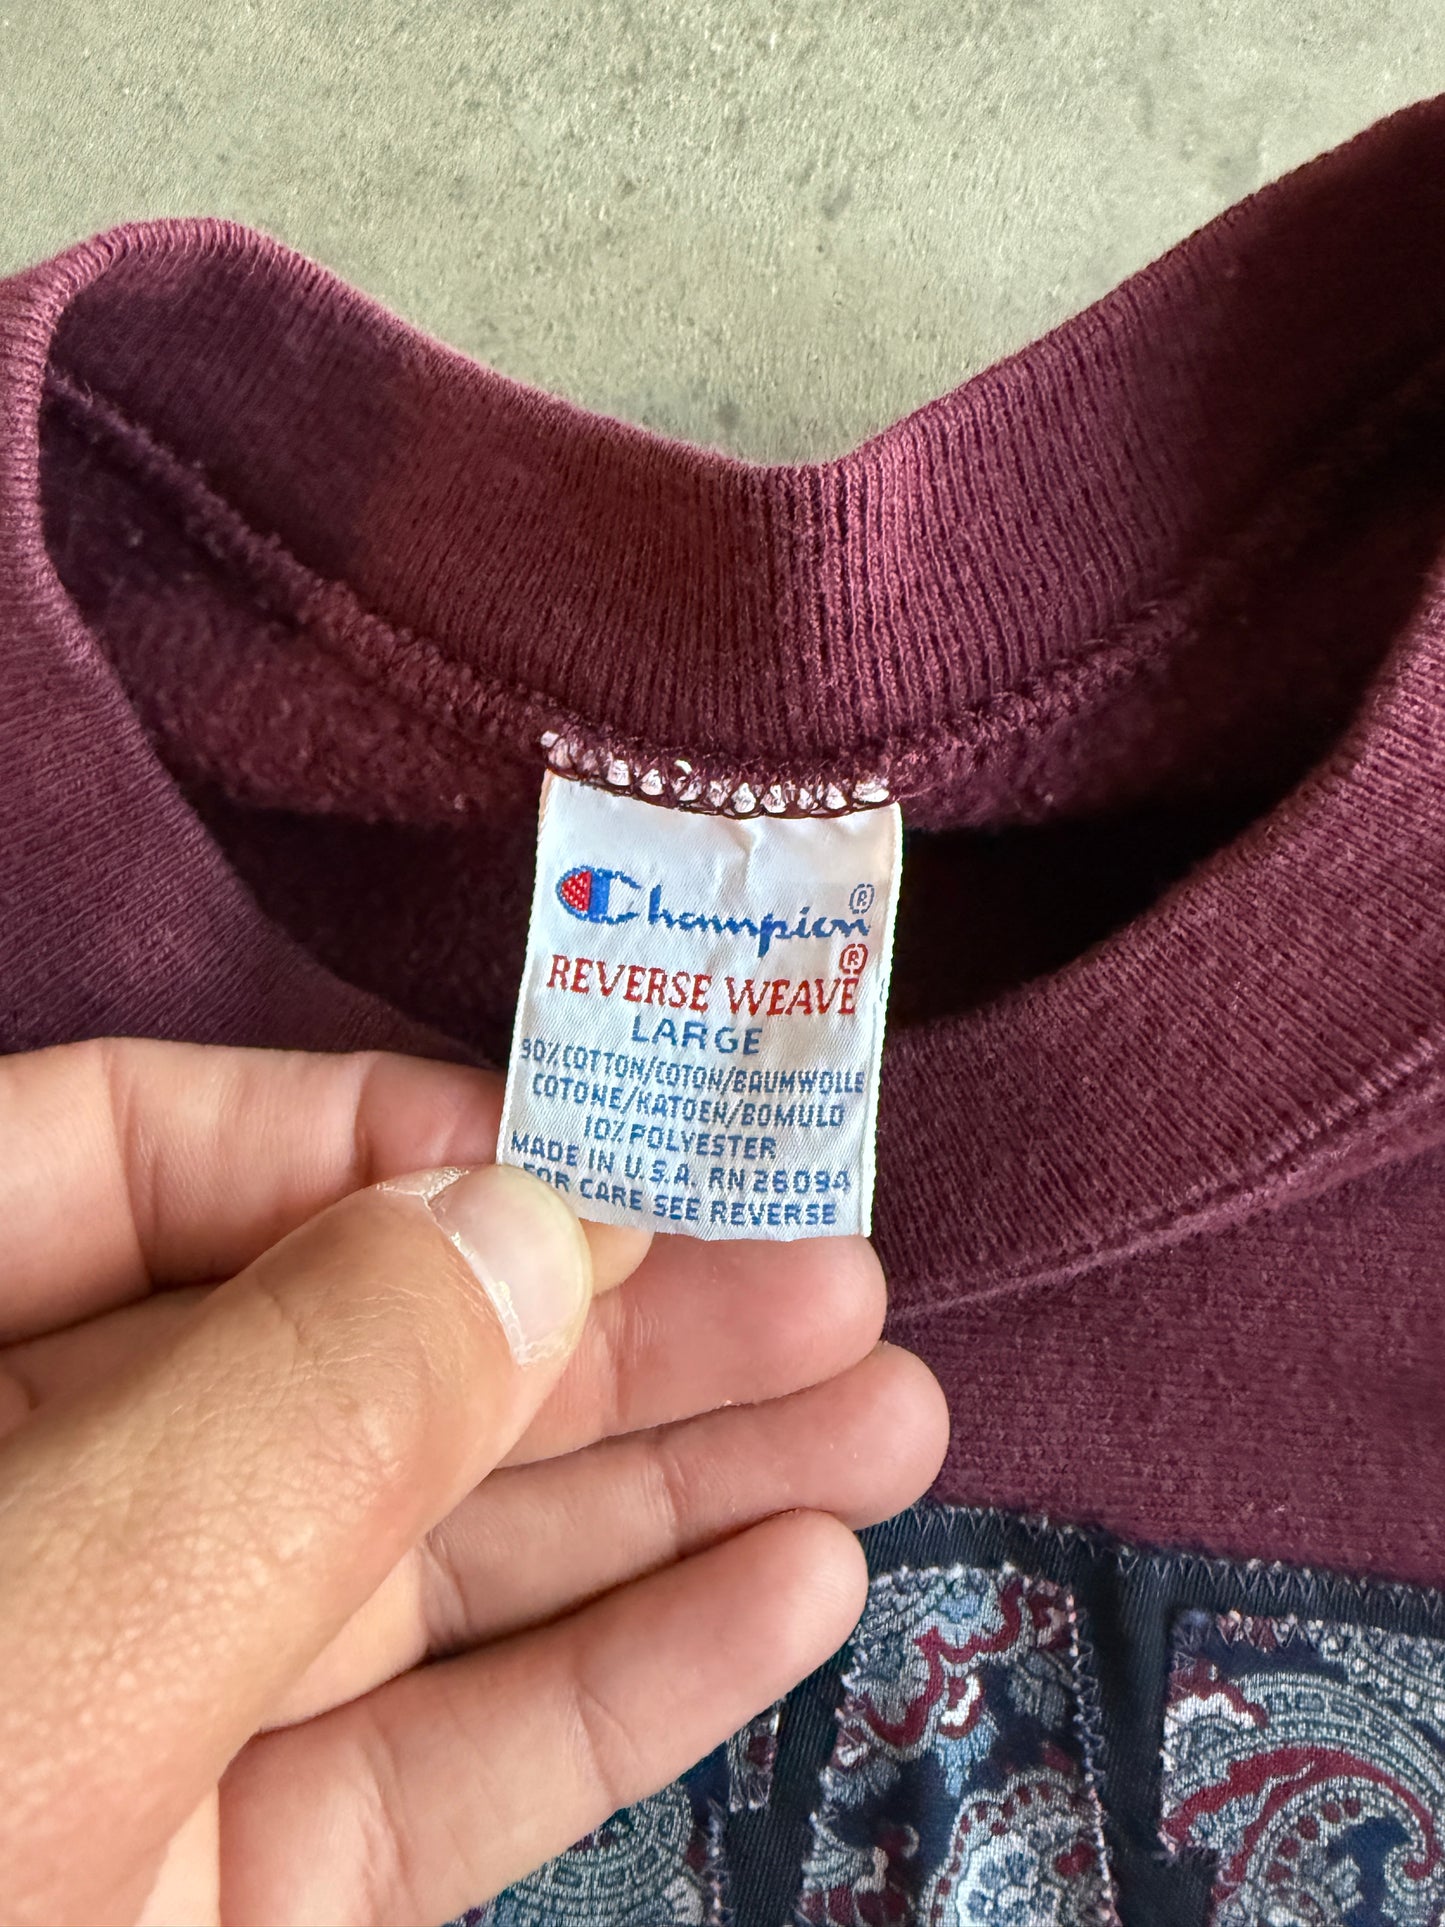 Champion®
REVERSE WEAVE®
LARGE
90% COTTON/COTON/BAUMWOLLE
COTONE/KATOEN/BOMULD
10% POLYESTER
MADE IN U.S.A. RN 26094
FOR CARE SEE REVERSE